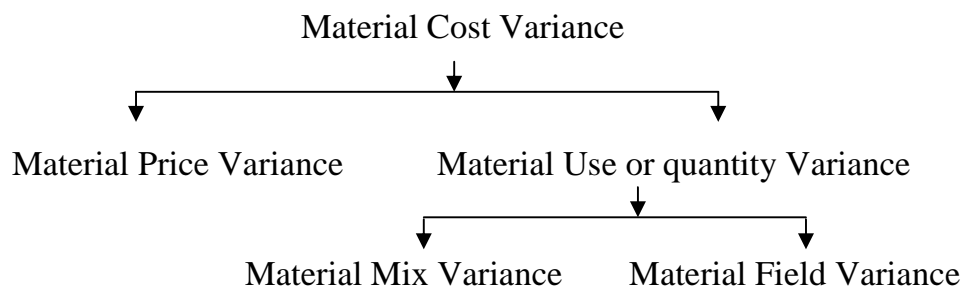 Material Cost Variance
Material Price Variance Material Use or quantity Variance
Material Mix Variance Material Field Variance